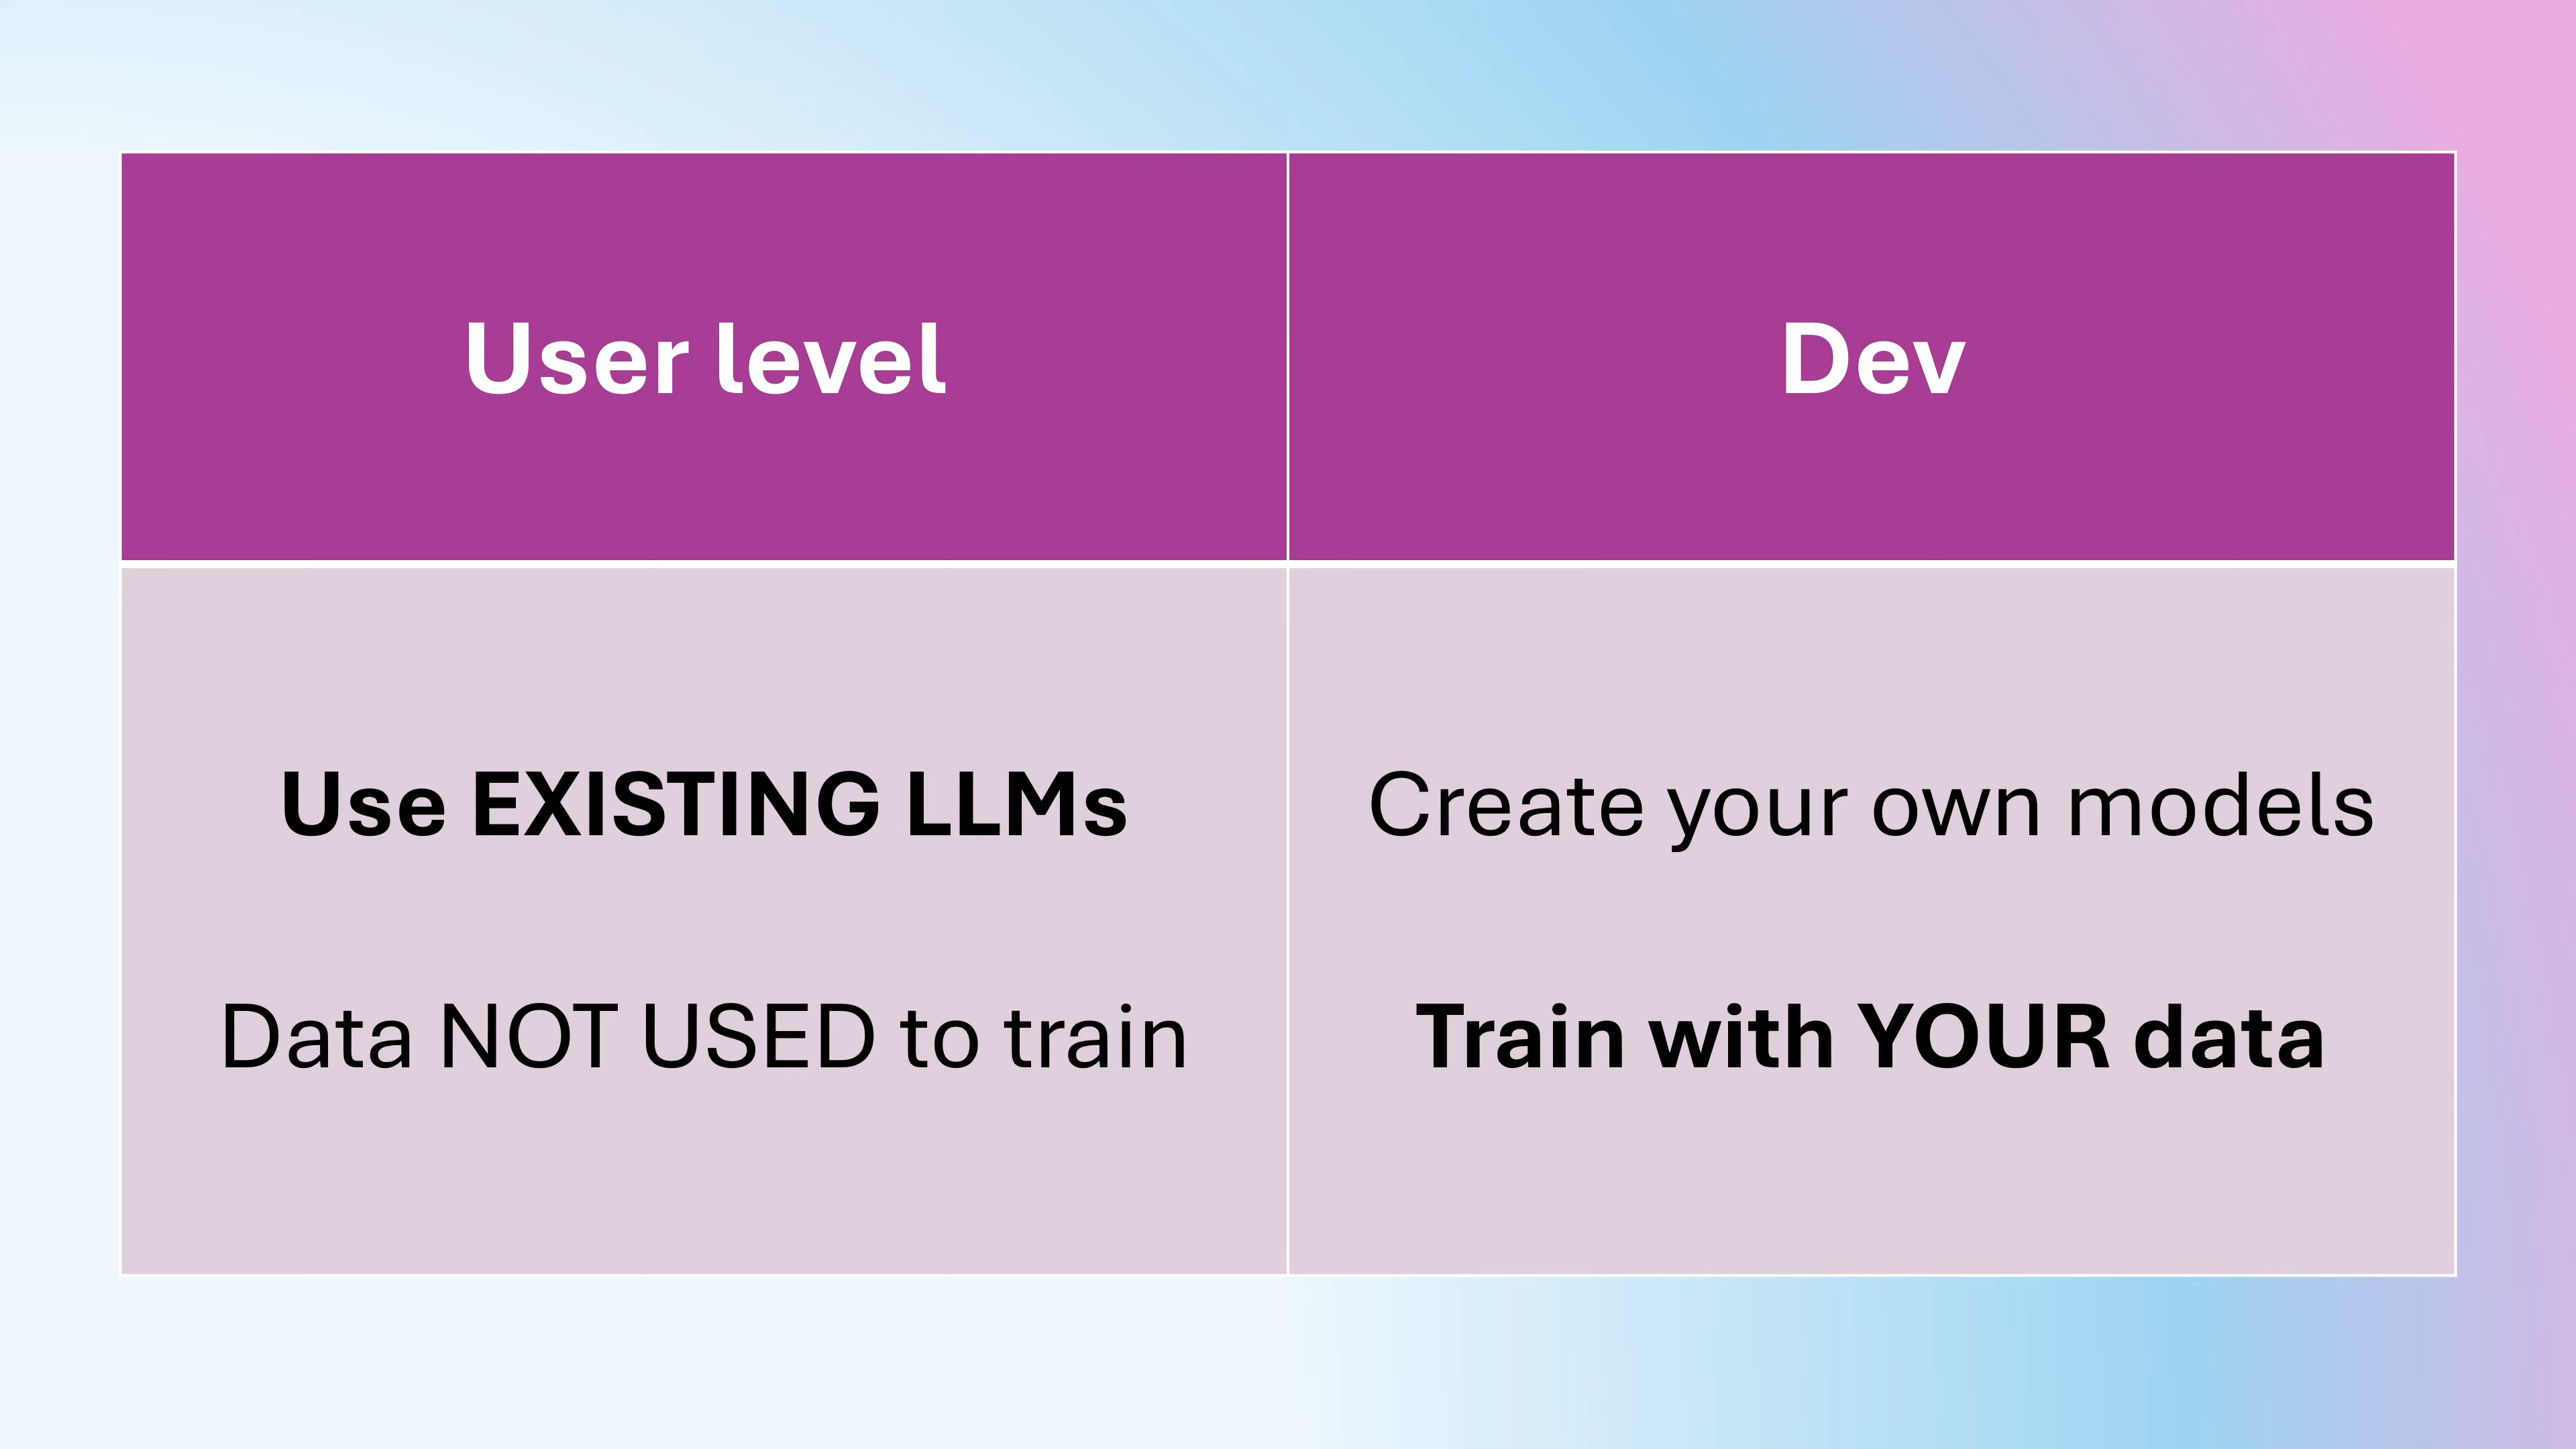 User level
Dev
Use EXISTING LLMs
Data NOT USED to train
Create your own models
Train with YOUR data